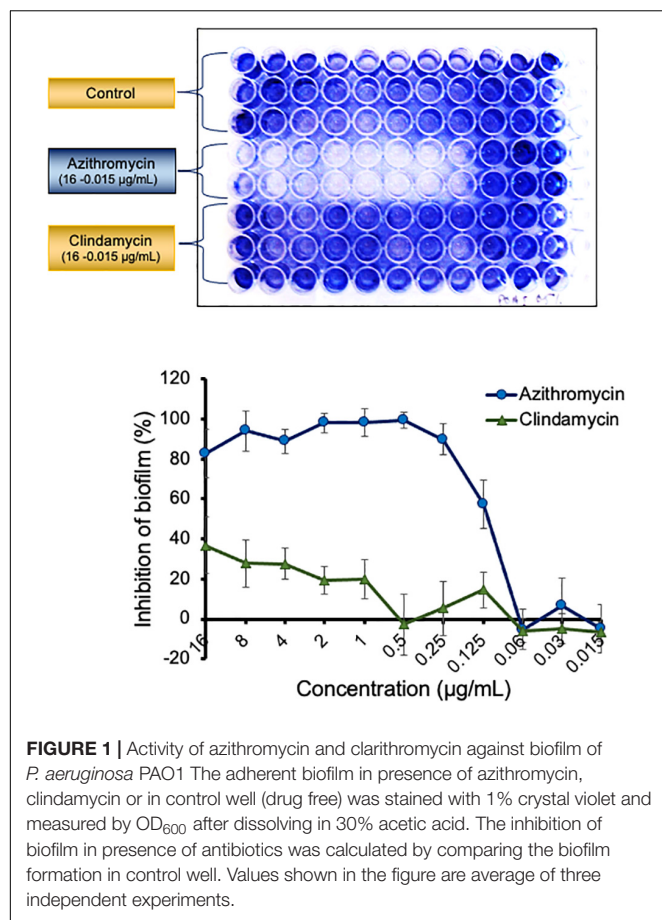 Control
Azithromycin
(16 -0.015 µg/mL)
Clindamycin
(16 -0.015 µg/mL)
120
100
80
60
40
20
0
-20
Inhibition of biofilm (%)
Azithromycin
Clindamycin
16
8
4
2
1
0.5
0.25
0.125
0.06
0.03
0.015
Concentration (µg/mL)
FIGURE 1 | Activity of azithromycin and clarithromycin against biofilm of
P. aeruginosa PAO1 The adherent biofilm in presence of azithromycin,
clindamycin or in control well (drug free) was stained with 1% crystal violet and
measured by OD600 after dissolving in 30% acetic acid. The inhibition of
biofilm in presence of antibiotics was calculated by comparing the biofilm
formation in control well. Values shown in the figure are average of three
independent experiments.